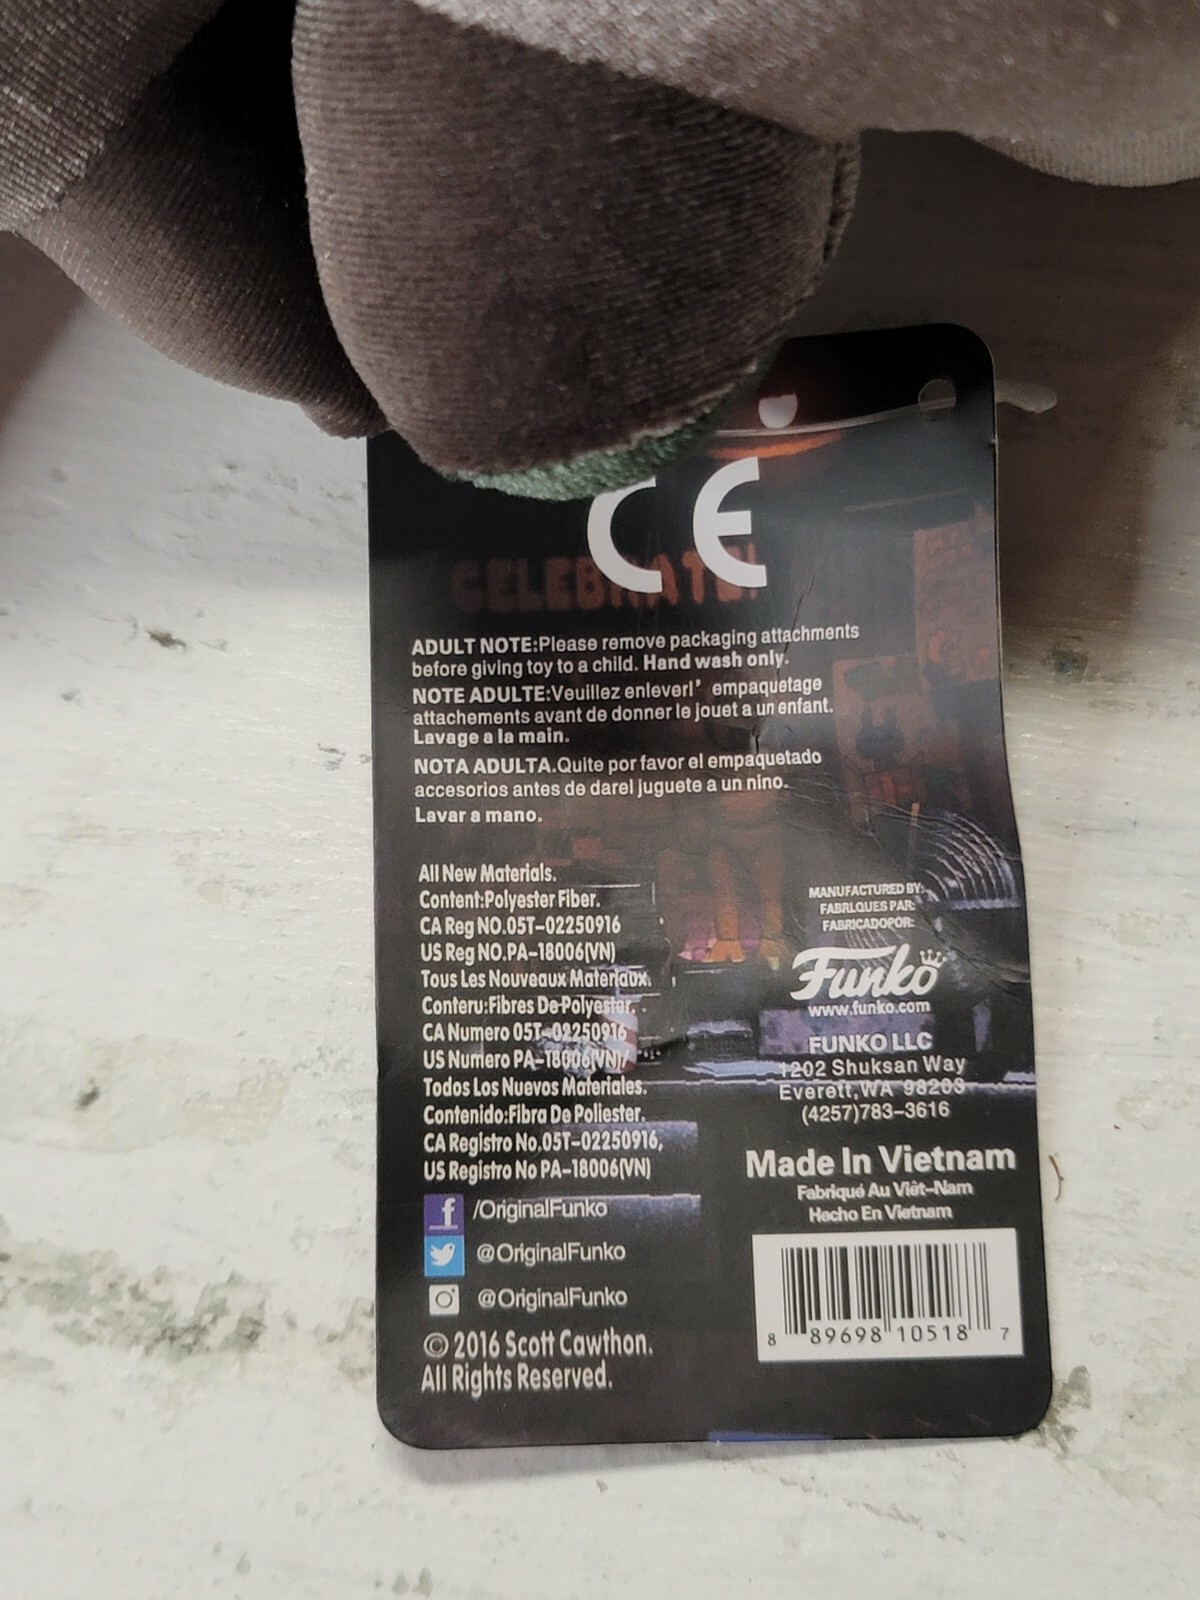 CE
CELEBRATE!
ADULT NOTE:Please remove packaging attachments
before giving toy to a child. Hand wash only.
NOTE ADULTE:Veuillez enleverl' empaquetage
attachements avant de donner le jouet a un enfant.
Lavage a la main.
NOTA ADULTA.Quite por favor el empaquetado
accesorios antes de darel juguete a un nino.
Lavar a mano.
All New Materials.
Content:Polyester Fiber.
CA Reg NO.05T-02250916
US Reg NO.PA-18006(VN)
Tous Les Nouveaux Materiaux.
Conteru:Fibres De Polyester.
CA Numero 05T-02250916
US Numero PA-18006(VN)/
Todos Los Nuevos Materiales.
Contenido:Fibra De Poliester.
CA Registro No.05T-02250916,
US Registro No PA-18006(VN)
f /OriginalFunko
@OriginalFunko
@OriginalFunko
© 2016 Scott Cawthon.
All Rights Reserved.
MANUFACTURED BY:
FABRLQUES PAR:
FABRICADOPOR:
Funko
www.funko.com
FUNKO LLC
1202 Shuksan Way
Everett,WA 98203
(4257)783-3616
Made In Vietnam
Fabriqué Au Viêt-Nam
Hecho En Vietnam
8 89698 10518 7